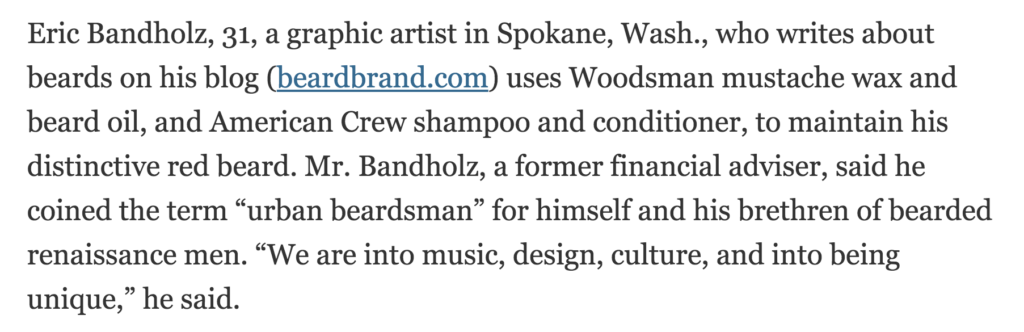 Eric Bandholz, 31, a graphic artist in Spokane, Wash., who writes about
beards on his blog (beardbrand.com) uses Woodsman mustache wax and
beard oil, and American Crew shampoo and conditioner, to maintain his
distinctive red beard. Mr. Bandholz, a former financial adviser, said he
coined the term “urban beardsman” for himself and his brethren of bearded
renaissance men. “We are into music, design, culture, and into being
unique,” he said.